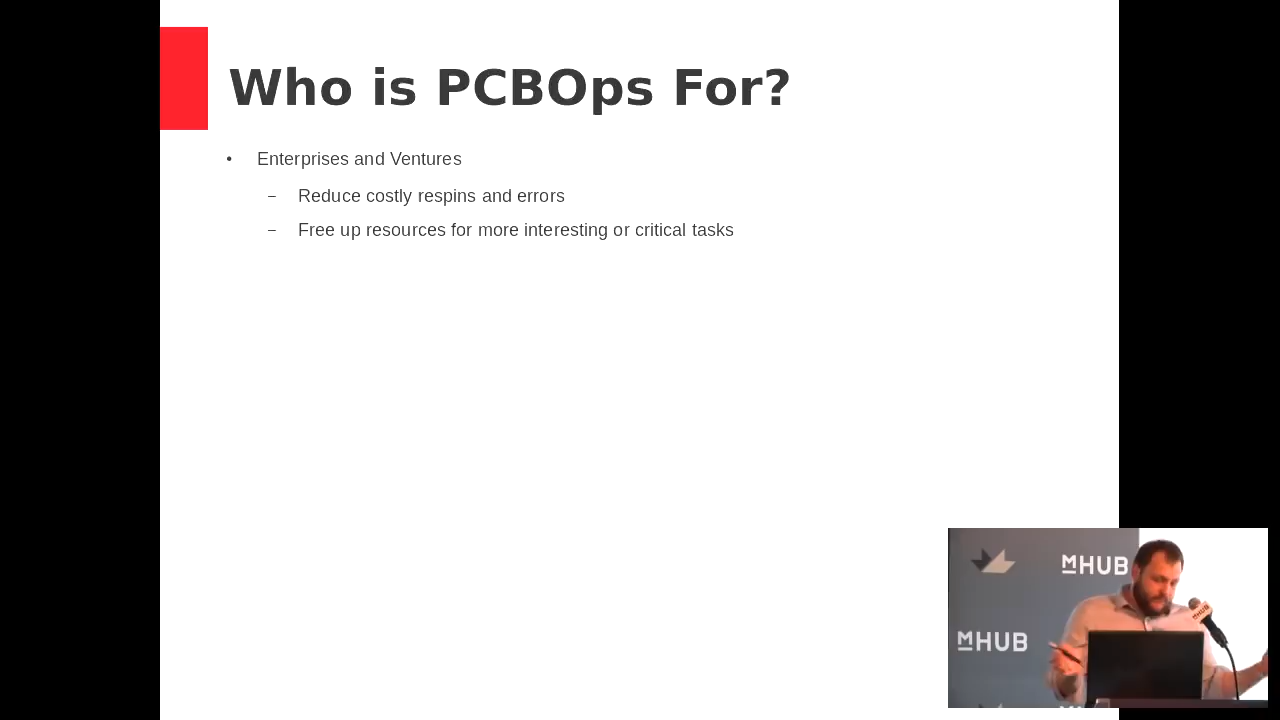 Who is PCBOps For?
• Enterprises and Ventures
– Reduce costly respins and errors
– Free up resources for more interesting or critical tasks
MHUB
MHUB
MHUB